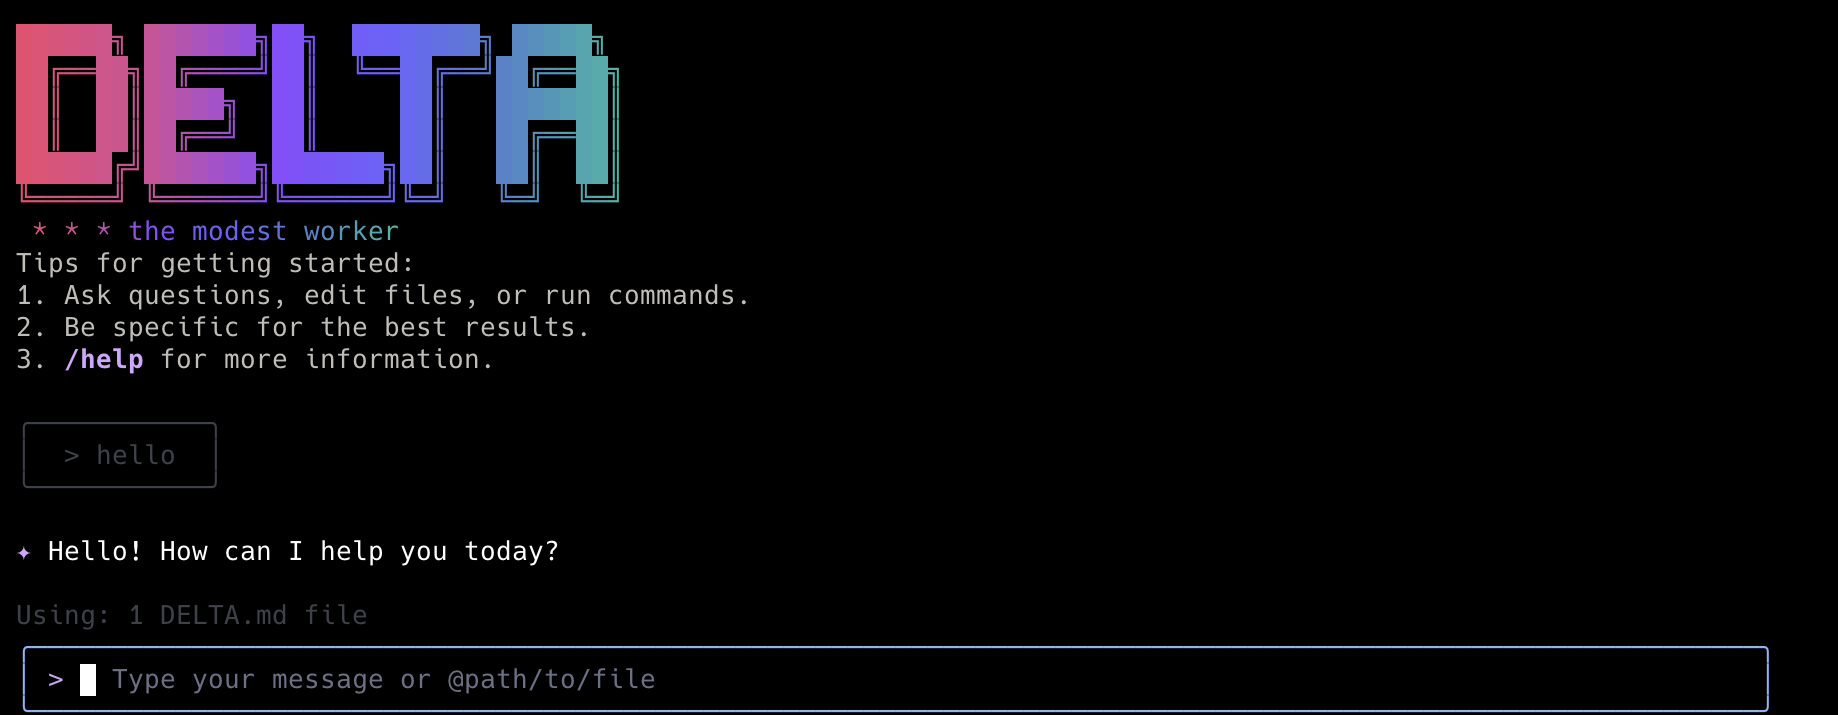 DELTA
* * * the modest worker
Tips for getting started:
1. Ask questions, edit files, or run commands.
2. Be specific for the best results.
3. /help for more information.
> hello
✦ Hello! How can I help you today?
Using: 1 DELTA.md file
> Type your message or @path/to/file